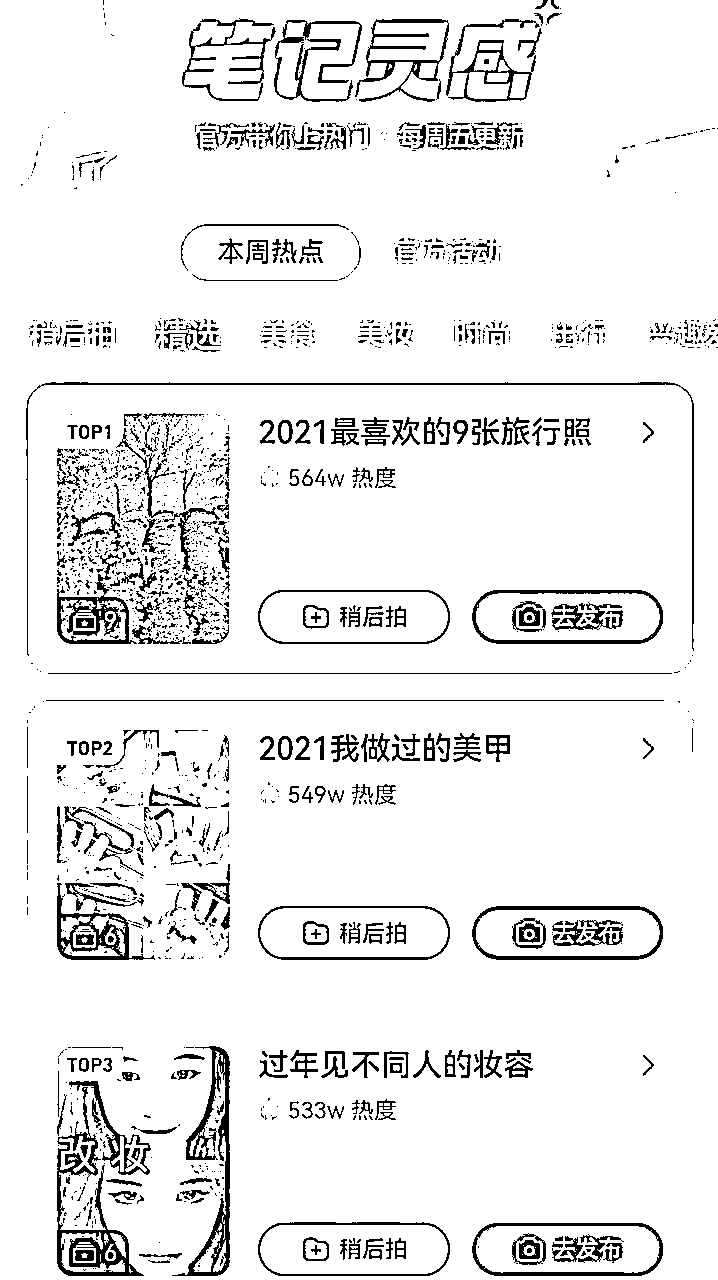 笔记灵感
官方带你上热门 · 每周五更新
本周热点 官方活动
稍后拍 精选 美食 美妆 时尚 出行 兴趣爱
TOP1
2021最喜欢的9张旅行照
564w 热度
9
稍后拍 去发布
TOP2
2021我做过的美甲
549w 热度
6
稍后拍 去发布
TOP3
过年见不同人的妆容
533w 热度
改妆
6
稍后拍 去发布